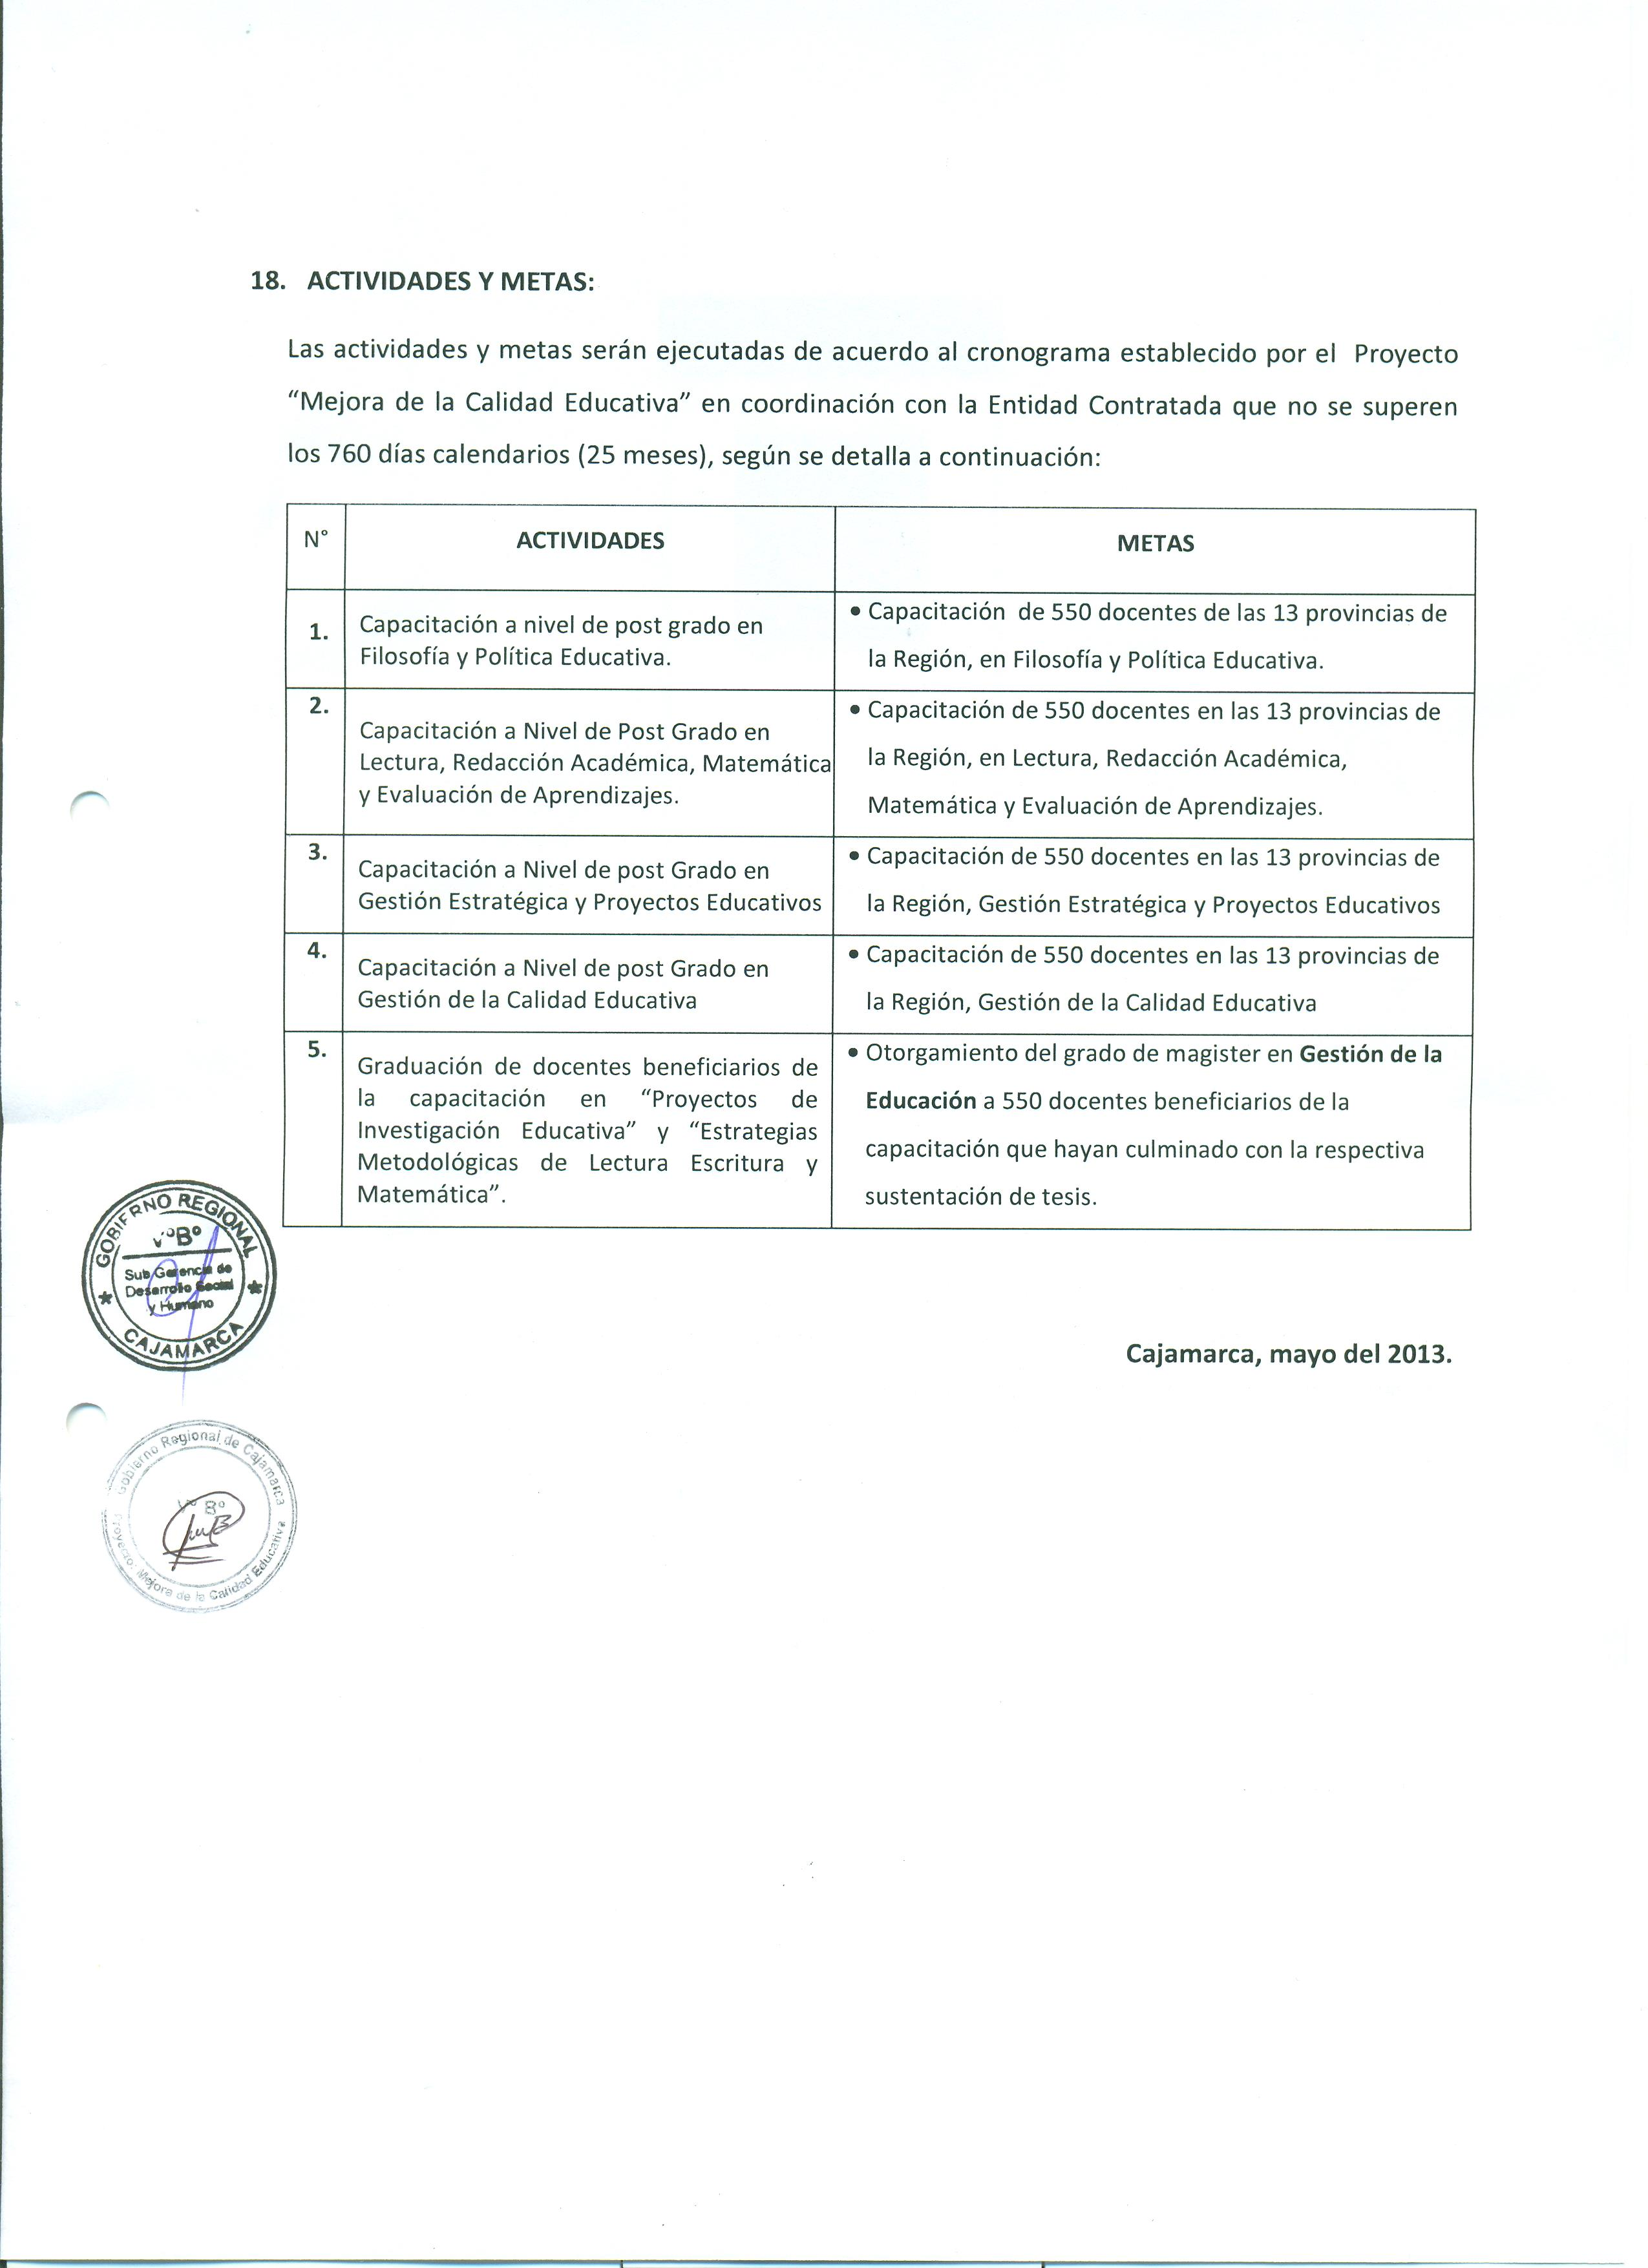 18. ACTIVIDADES Y METAS:
Las actividades y metas serán ejecutadas de acuerdo al cronograma establecido por el Proyecto
“Mejora de la Calidad Educativa” en coordinación con la Entidad Contratada que no se superen
los 760 días calendarios (25 meses), según se detalla a continuación:
N° ACTIVIDADES METAS
1.
Capacitación a nivel de post grado en
Filosofía y Política Educativa.
• Capacitación de 550 docentes de las 13 provincias de
la Región, en Filosofía y Política Educativa.
2.
Capacitación a Nivel de Post Grado en
Lectura, Redacción Académica, Matemática
y Evaluación de Aprendizajes.
• Capacitación de 550 docentes en las 13 provincias de
la Región, en Lectura, Redacción Académica,
Matemática y Evaluación de Aprendizajes.
3.
Capacitación a Nivel de post Grado en
Gestión Estratégica y Proyectos Educativos
• Capacitación de 550 docentes en las 13 provincias de
la Región, Gestión Estratégica y Proyectos Educativos
4.
Capacitación a Nivel de post Grado en
Gestión de la Calidad Educativa
• Capacitación de 550 docentes en las 13 provincias de
la Región, Gestión de la Calidad Educativa
5.
Graduación de docentes beneficiarios de
la capacitación en “Proyectos de
Investigación Educativa” y “Estrategias
Metodológicas de Lectura Escritura y
Matemática”.
• Otorgamiento del grado de magister en Gestión de la
Educación a 550 docentes beneficiarios de la
capacitación que hayan culminado con la respectiva
sustentación de tesis.
GOBIERNO REGIONAL
V°B°
Sub Gerencia de
Desarrollo Social
y Humano
CAJAMARCA
Cajamarca, mayo del 2013.
Gobierno Regional de Cajamarca
V° B°
Proyecto: Mejora de la Calidad Educativa